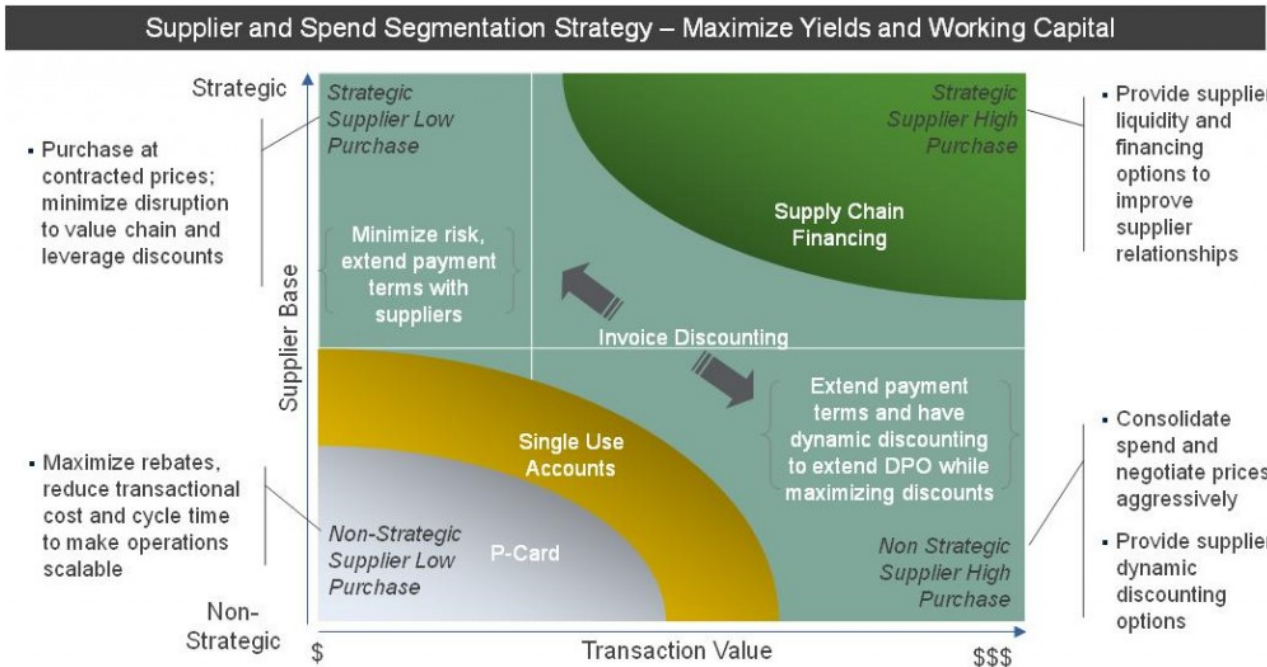 Supplier and Spend Segmentation Strategy – Maximize Yields and Working Capital
Strategic
Supplier Base
Non-
Strategic
$
Transaction Value
$$$
▪ Purchase at
contracted prices;
minimize disruption
to value chain and
leverage discounts
▪ Maximize rebates,
reduce transactional
cost and cycle time
to make operations
scalable
Strategic
Supplier Low
Purchase
Minimize risk,
extend payment
terms with
suppliers
Strategic
Supplier High
Purchase
Supply Chain
Financing
Invoice Discounting
Single Use
Accounts
Non-Strategic
Supplier Low
Purchase
P-Card
Extend payment
terms and have
dynamic discounting
to extend DPO while
maximizing discounts
Non Strategic
Supplier High
Purchase
▪ Provide supplier
liquidity and
financing
options to
improve
supplier
relationships
▪ Consolidate
spend and
negotiate prices
aggressively
▪ Provide supplier
dynamic
discounting
options